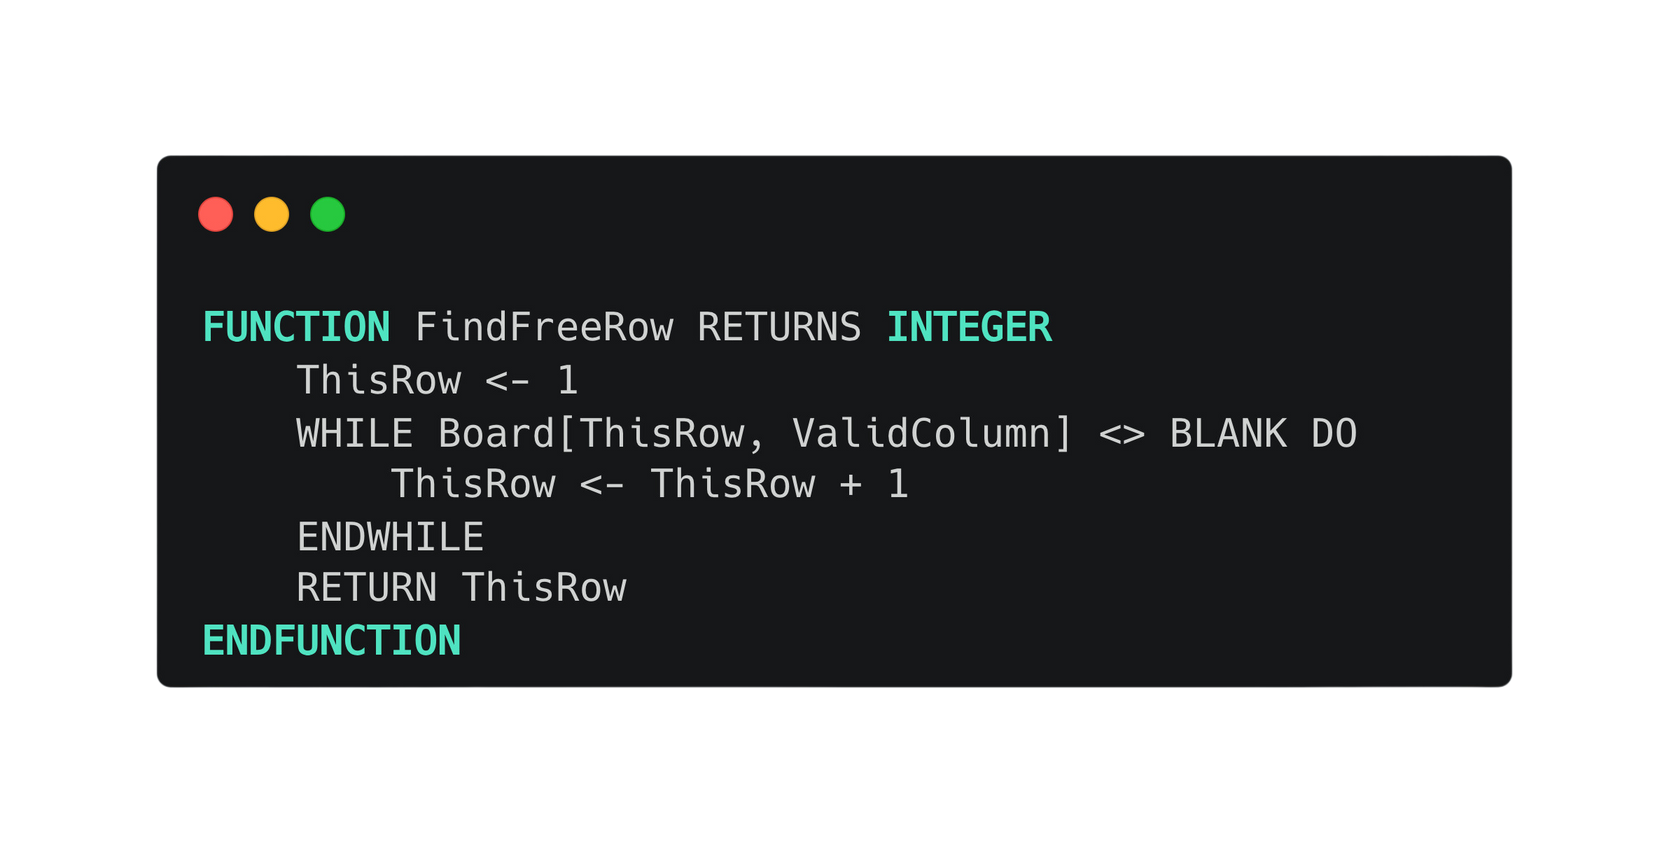 FUNCTION FindFreeRow RETURNS INTEGER
    ThisRow <- 1
    WHILE Board[ThisRow, ValidColumn] <> BLANK DO
        ThisRow <- ThisRow + 1
    ENDWHILE
    RETURN ThisRow
ENDFUNCTION